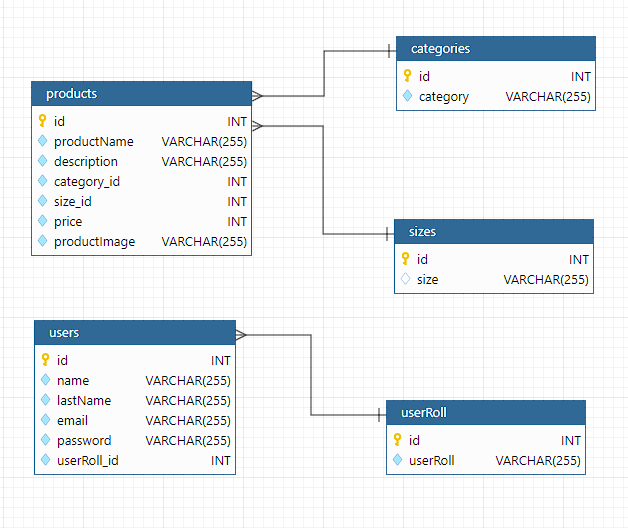 categories
id INT
category VARCHAR(255)
products
id INT
productName VARCHAR(255)
description VARCHAR(255)
category_id INT
size_id INT
price INT
productImage VARCHAR(255)
sizes
id INT
size VARCHAR(255)
users
id INT
name VARCHAR(255)
lastName VARCHAR(255)
email VARCHAR(255)
password VARCHAR(255)
userRoll_id INT
userRoll
id INT
userRoll VARCHAR(255)